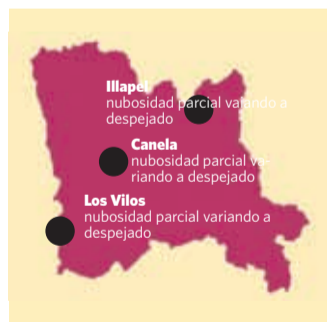 Illapel
nubosidad parcial variando a
despejado
Canela
nubosidad parcial va-
riando a despejado
Los Vilos
nubosidad parcial variando a
despejado